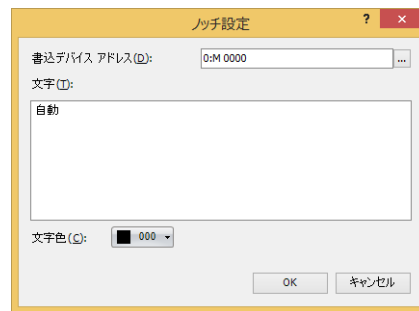 ノッチ設定
? ×
書込デバイス アドレス(D): 0:M 0000 ...
文字(T):
自動
文字色(C): 000
OK キャンセル